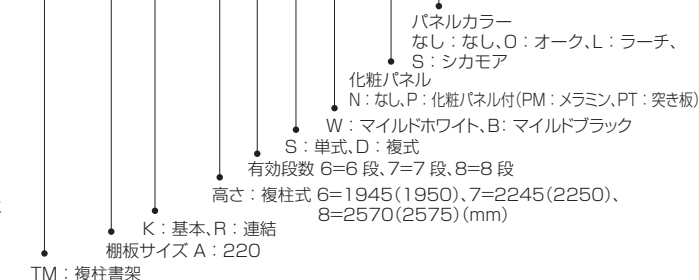 パネルカラー
なし：なし、O：オーク、L：ラーチ、
S：シカモア
化粧パネル
N：なし、P：化粧パネル付（PM：メラミン、PT：突き板）
W：マイルドホワイト、B：マイルドブラック
S：単式、D：複式
有効段数 6=6 段、7=7 段、8=8 段
高さ：複柱式 6=1945（1950）、7=2245（2250）、
8=2570（2575）（mm）
K：基本、R：連結
棚板サイズ A：220
TM：複柱書架